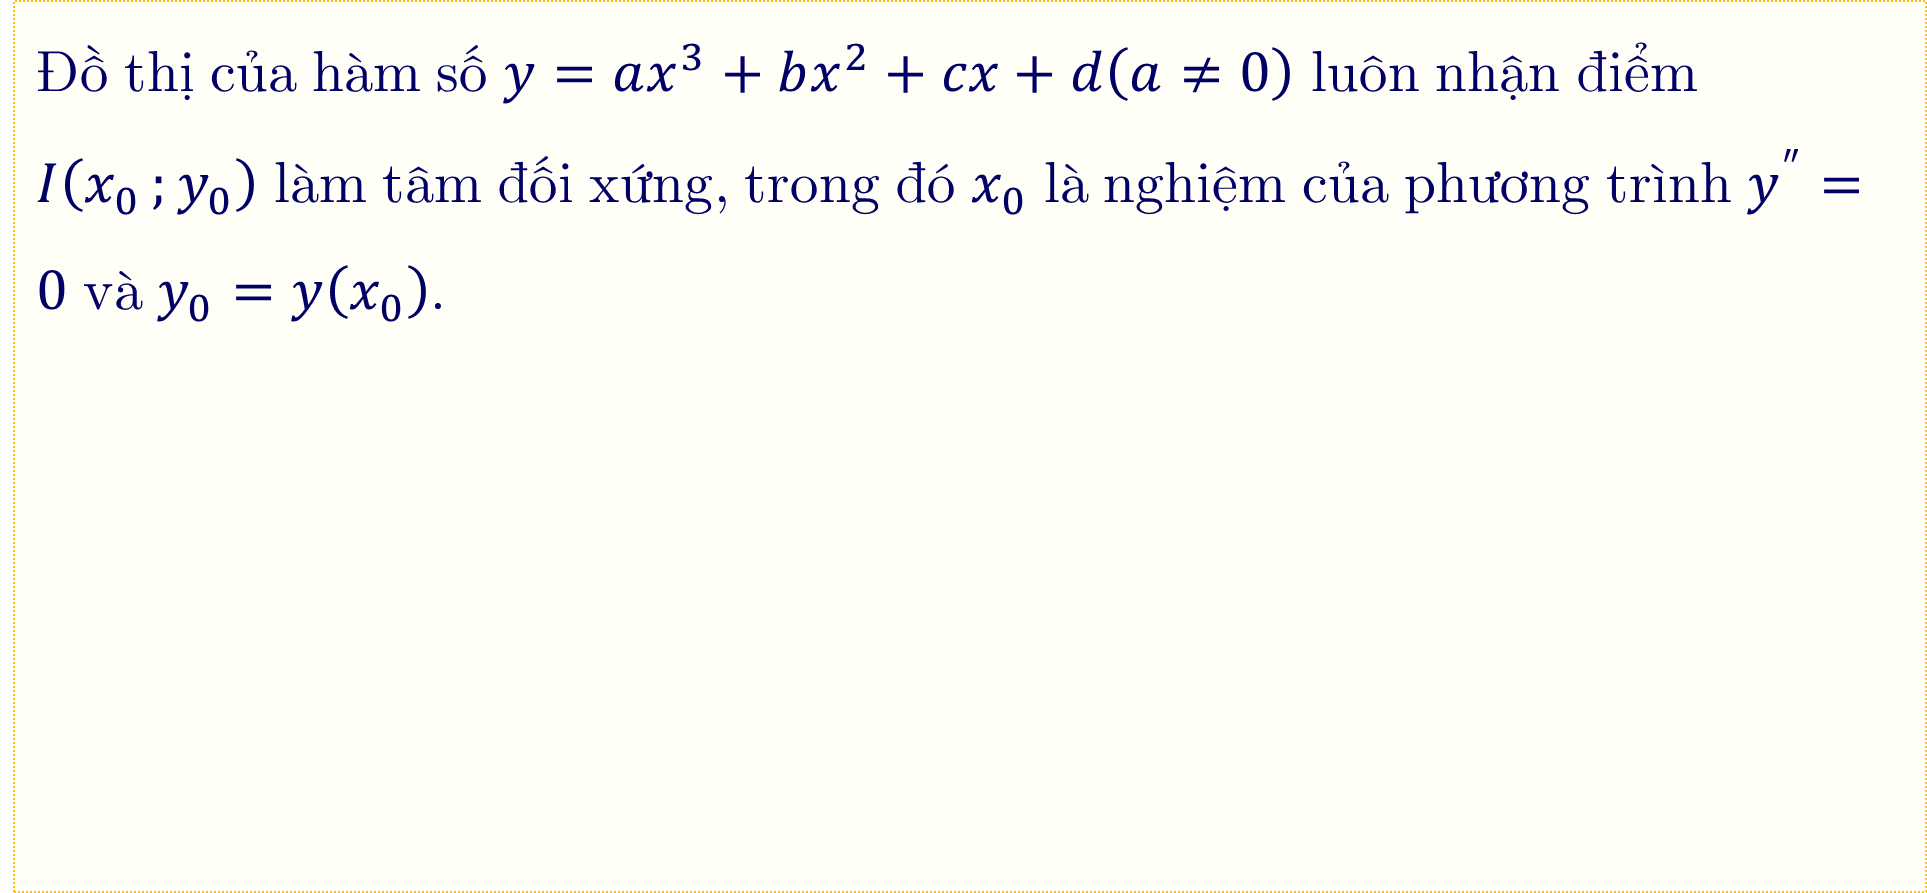 Đồ thị của hàm số y = ax³ + bx² + cx + d(a ≠ 0) luôn nhận điểm
I(x₀ ; y₀) làm tâm đối xứng, trong đó x₀ là nghiệm của phương trình y″ =
0 và y₀ = y(x₀).